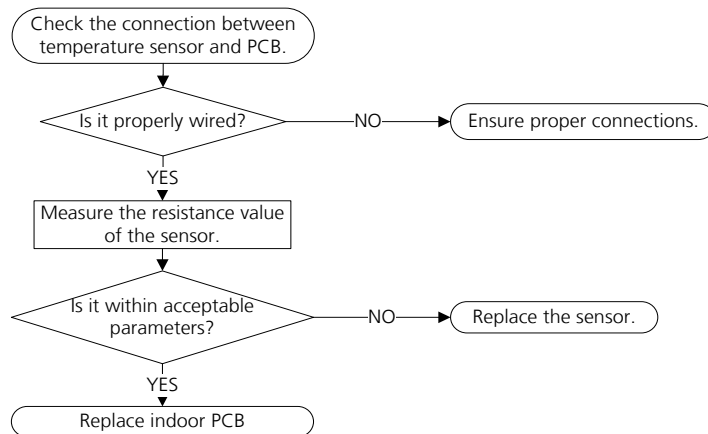 Check the connection between
temperature sensor and PCB.
Is it properly wired?
NO
Ensure proper connections.
YES
Measure the resistance value
of the sensor.
Is it within acceptable
parameters?
NO
Replace the sensor.
YES
Replace indoor PCB